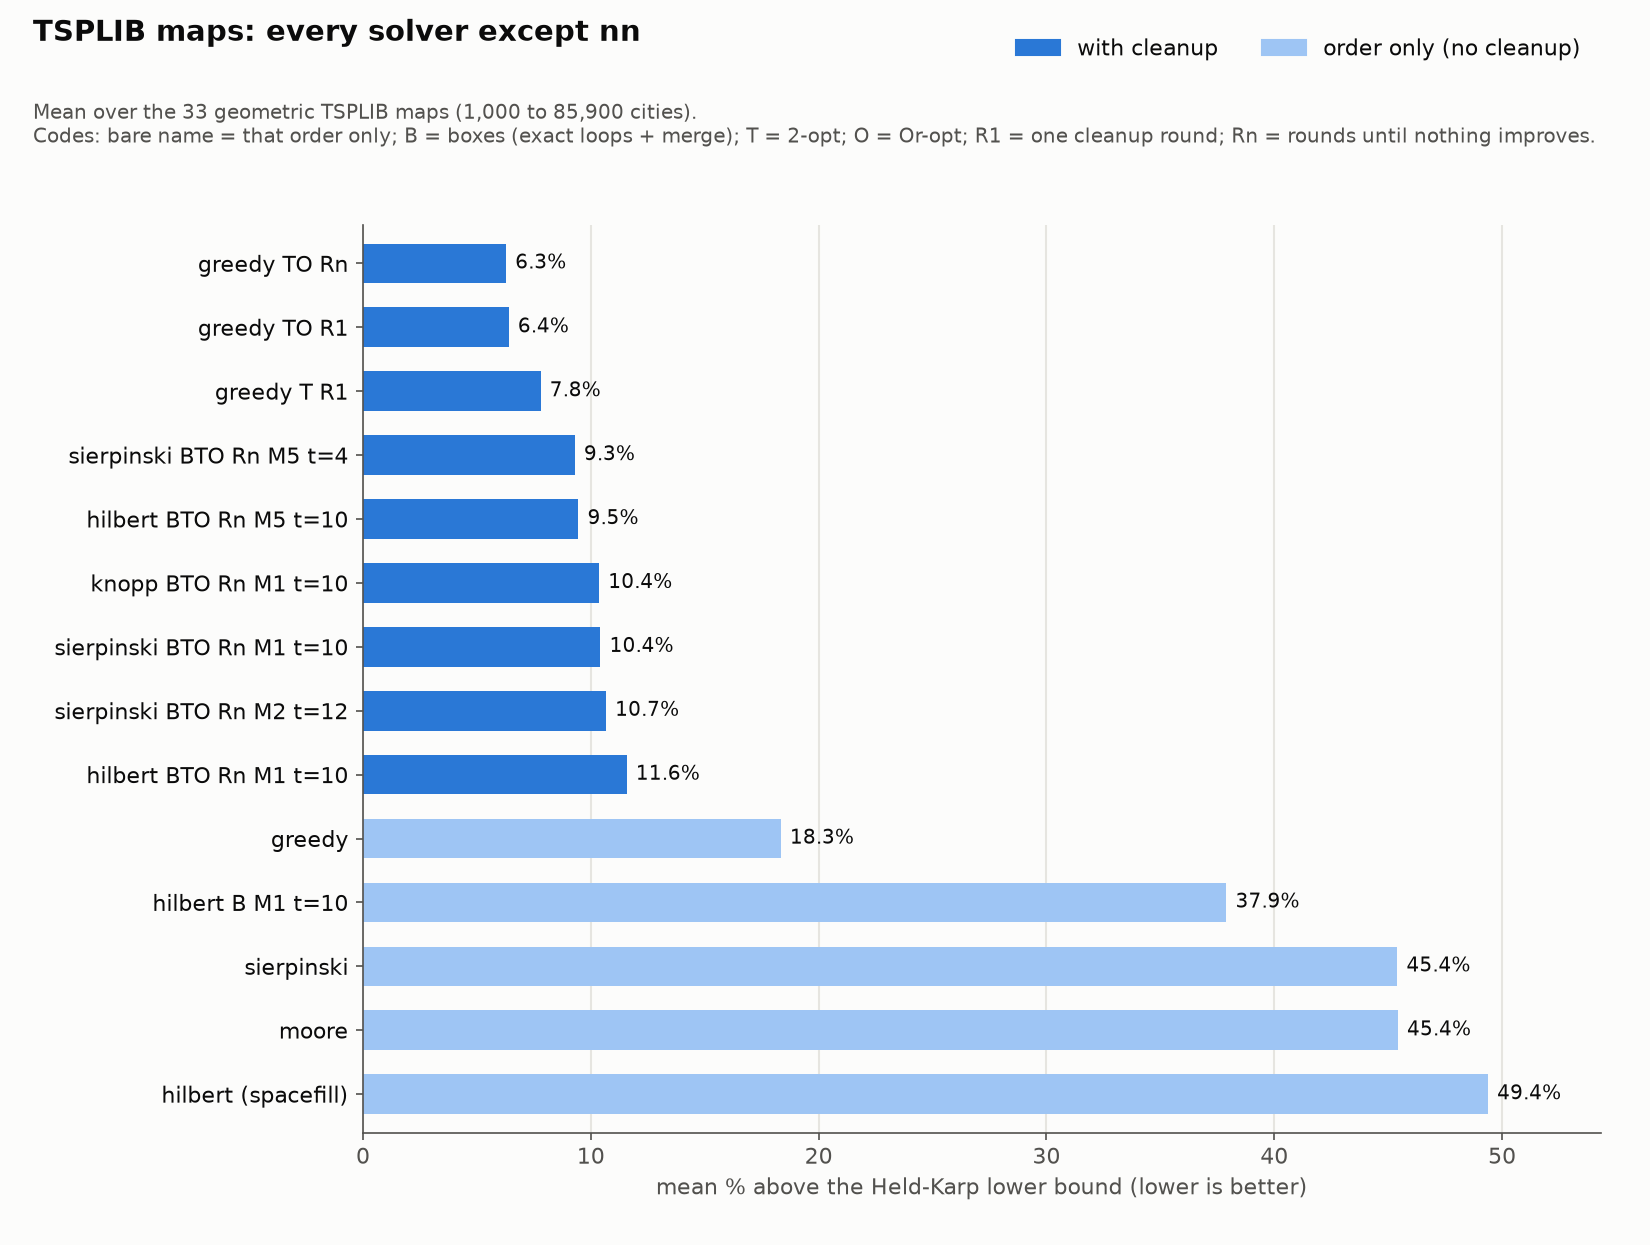 TSPLIB maps: every solver except nn
with cleanup
order only (no cleanup)
Mean over the 33 geometric TSPLIB maps (1,000 to 85,900 cities).
Codes: bare name = that order only; B = boxes (exact loops + merge); T = 2-opt; O = Or-opt; R1 = one cleanup round; Rn = rounds until nothing improves.
greedy TO Rn 6.3%
greedy TO R1 6.4%
greedy T R1 7.8%
sierpinski BTO Rn M5 t=4 9.3%
hilbert BTO Rn M5 t=10 9.5%
knopp BTO Rn M1 t=10 10.4%
sierpinski BTO Rn M1 t=10 10.4%
sierpinski BTO Rn M2 t=12 10.7%
hilbert BTO Rn M1 t=10 11.6%
greedy 18.3%
hilbert B M1 t=10 37.9%
sierpinski 45.4%
moore 45.4%
hilbert (spacefill) 49.4%
0 10 20 30 40 50
mean % above the Held-Karp lower bound (lower is better)